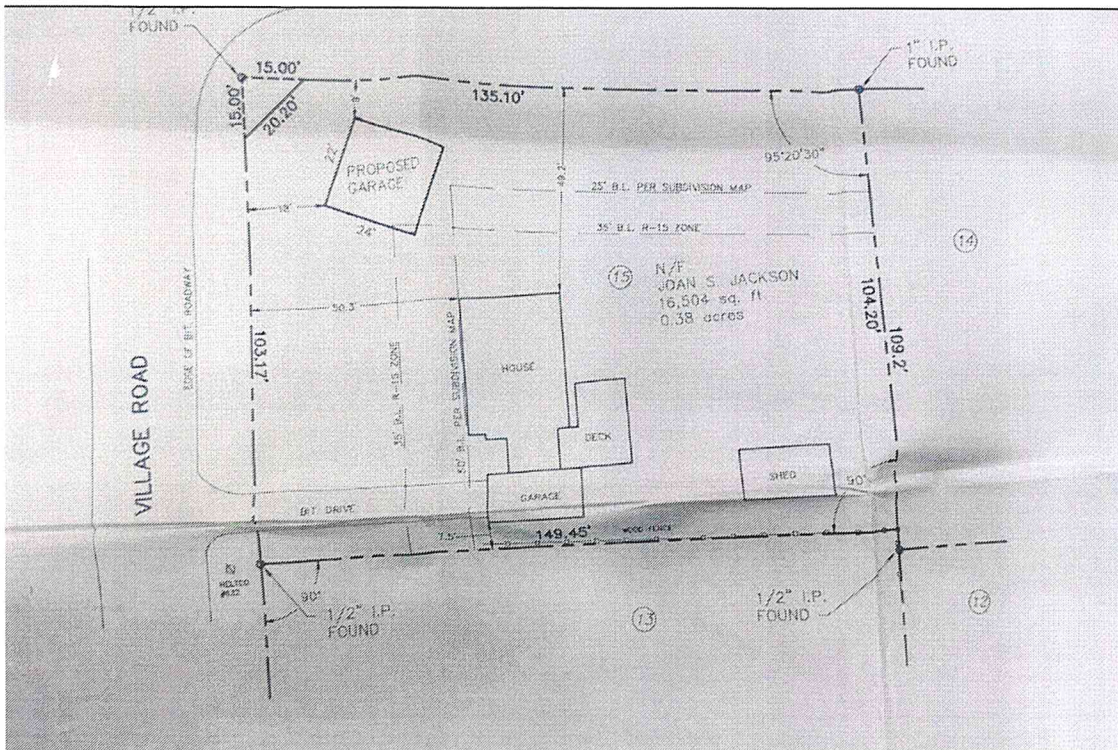 1/2" I.P.
FOUND
15.00'
15.00'
20.20'
135.10'
1" I.P.
FOUND
95°20'30"
22'
PROPOSED
GARAGE
24'
18'
49.2'
25' B.L. PER SUBDIVISION MAP
35' B.L. R-15 ZONE
15
N/F
JOAN S. JACKSON
16,504 sq. ft
0.38 acres
14
104.20'
109.2'
EDGE OF BIT. ROADWAY
VILLAGE ROAD
103.17'
50.3
35' B.L. R-15 ZONE
40' B.L. PER SUBDIVISION MAP
HOUSE
DECK
GARAGE
SHED
90°
BIT DRIVE
7.5'
149.45'
WOOD FENCE
90°
1/2" I.P.
FOUND
13
1/2" I.P.
FOUND
12